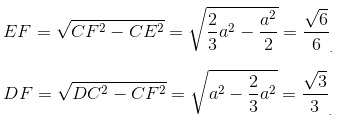 EF = √(CF² − CE²) = √(2/3 a² − a²/2) = √6/6 .
DF = √(DC² − CF²) = √(a² − 2/3 a²) = √3/3 .